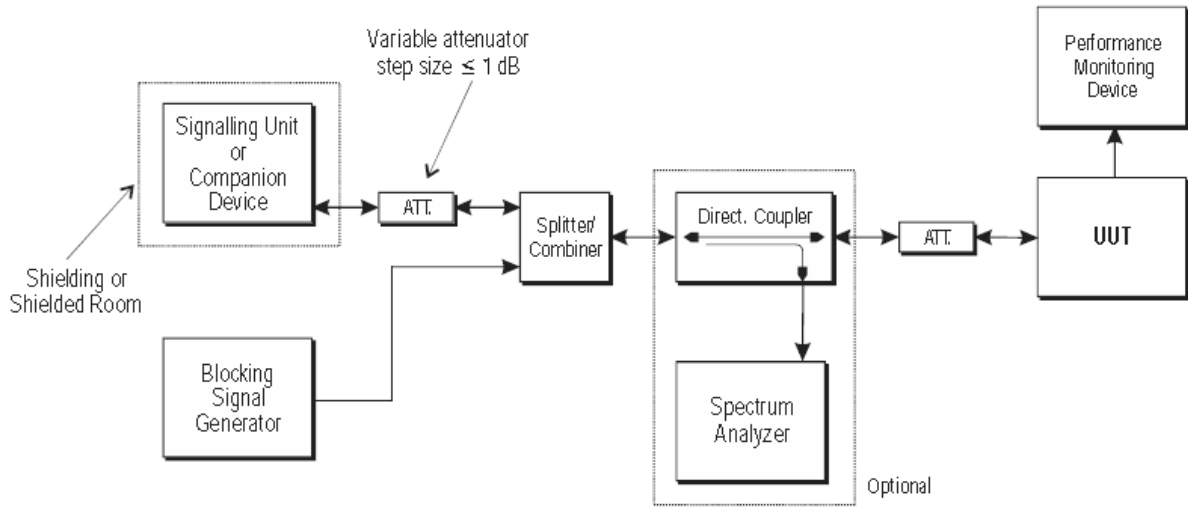 Variable attenuator
step size ≤ 1 dB
Performance
Monitoring
Device
Signalling Unit
or
Companion
Device
ATT.
Splitter/
Combiner
Direct. Coupler
ATT.
UUT
Shielding or
Shielded Room
Blocking
Signal
Generator
Spectrum
Analyzer
Optional